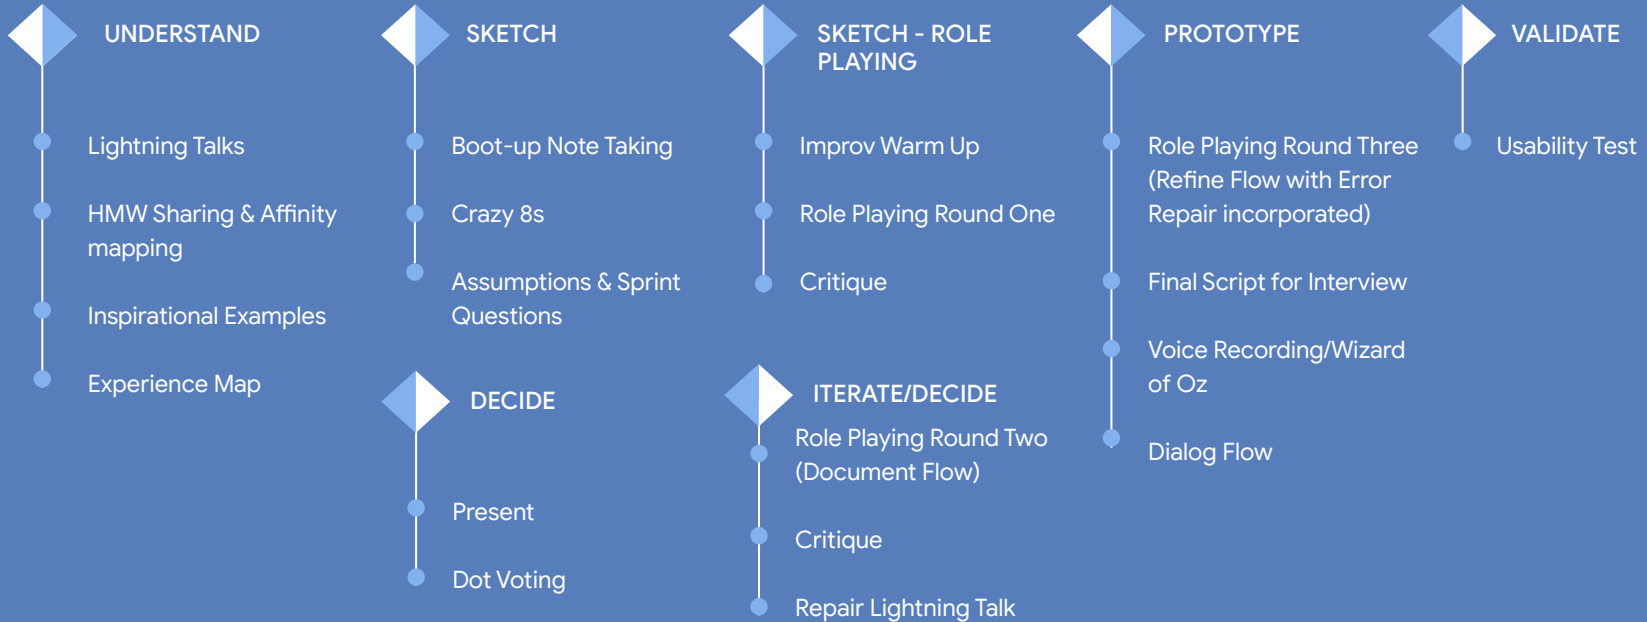 UNDERSTAND
Lightning Talks
HMW Sharing & Affinity
mapping
Inspirational Examples
Experience Map
SKETCH
Boot-up Note Taking
Crazy 8s
Assumptions & Sprint
Questions
DECIDE
Present
Dot Voting
SKETCH - ROLE
PLAYING
Improv Warm Up
Role Playing Round One
Critique
ITERATE/DECIDE
Role Playing Round Two
(Document Flow)
Critique
Repair Lightning Talk
PROTOTYPE
Role Playing Round Three
(Refine Flow with Error
Repair incorporated)
Final Script for Interview
Voice Recording/Wizard
of Oz
Dialog Flow
VALIDATE
Usability Test